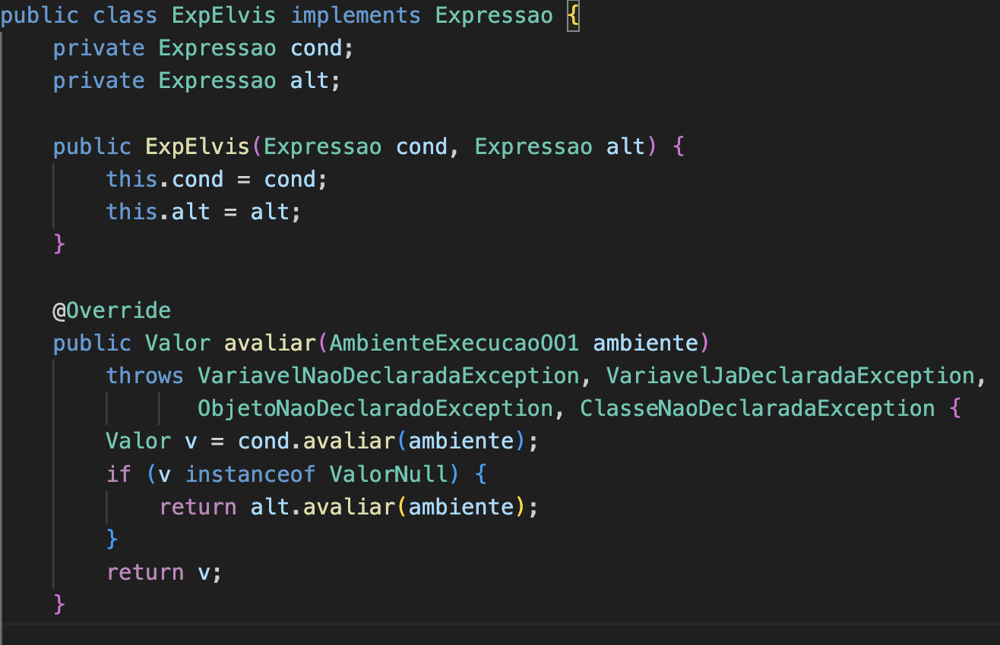 public class ExpElvis implements Expressao {
    private Expressao cond;
    private Expressao alt;

    public ExpElvis(Expressao cond, Expressao alt) {
        this.cond = cond;
        this.alt = alt;
    }

    @Override
    public Valor avaliar(AmbienteExecucaoOO1 ambiente)
        throws VariavelNaoDeclaradaException, VariavelJaDeclaradaException,
               ObjetoNaoDeclaradoException, ClasseNaoDeclaradaException {
        Valor v = cond.avaliar(ambiente);
        if (v instanceof ValorNull) {
            return alt.avaliar(ambiente);
        }
        return v;
    }